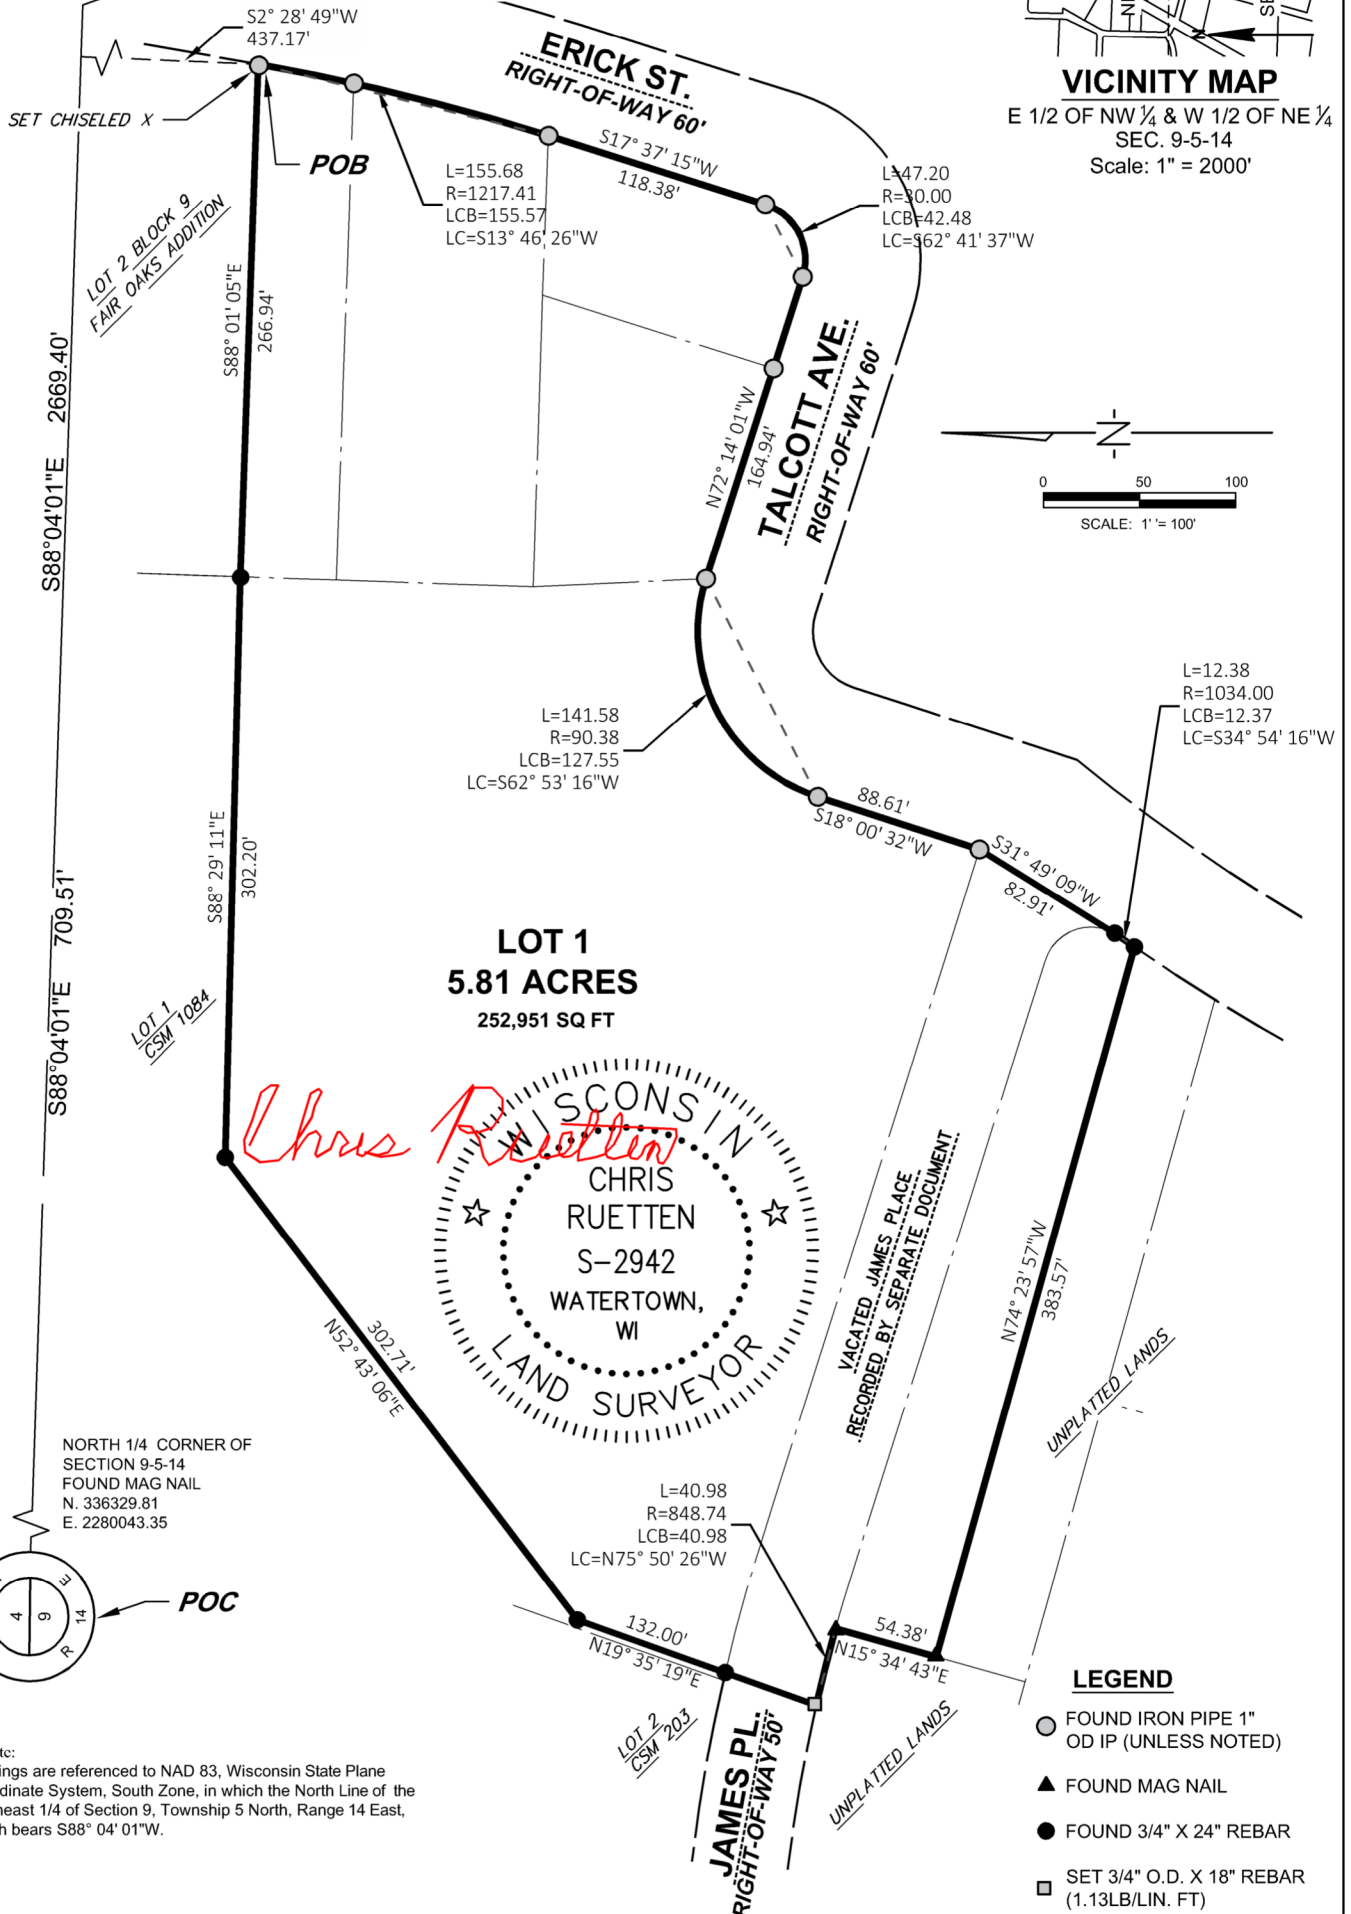 S2° 28' 49"W
437.17'
SET CHISELED X
POB
ERICK ST.
RIGHT-OF-WAY 60'
VICINITY MAP
E 1/2 OF NW ¼ & W 1/2 OF NE ¼
SEC. 9-5-14
Scale: 1" = 2000'
S17° 37' 15"W
118.38'
L=155.68
R=1217.41
LCB=155.57
LC=S13° 46' 26"W
L=47.20
R=30.00
LCB=42.48
LC=S62° 41' 37"W
LOT 2 BLOCK 9
FAIR OAKS ADDITION
S88° 01' 05"E
266.94'
S88°04'01"E 2669.40'
TALCOTT AVE.
RIGHT-OF-WAY 60'
N72° 14' 01"W
164.94'
N
0 50 100
SCALE: 1' '= 100'
L=141.58
R=90.38
LCB=127.55
LC=S62° 53' 16"W
L=12.38
R=1034.00
LCB=12.37
LC=S34° 54' 16"W
88.61'
S18° 00' 32"W
S31° 49' 09"W
82.91'
S88° 29' 11"E
302.20'
S88°04'01"E 709.51'
LOT 1
5.81 ACRES
252,951 SQ FT
LOT 1
CSM 1084
Chris Ruetten
WISCONSIN
CHRIS
RUETTEN
S-2942
WATERTOWN,
WI
LAND SURVEYOR
VACATED JAMES PLACE
RECORDED BY SEPARATE DOCUMENT
N74° 23' 57"W
383.57'
UNPLATTED LANDS
302.71'
N52° 43' 06"E
NORTH 1/4 CORNER OF
SECTION 9-5-14
FOUND MAG NAIL
N. 336329.81
E. 2280043.35
4 9
E
14
R
POC
L=40.98
R=848.74
LCB=40.98
LC=N75° 50' 26"W
132.00'
N19° 35' 19"E
54.38'
N15° 34' 43"E
LOT 2
CSM 203
JAMES PL.
RIGHT-OF-WAY 50'
UNPLATTED LANDS
LEGEND
FOUND IRON PIPE 1"
OD IP (UNLESS NOTED)
FOUND MAG NAIL
FOUND 3/4" X 24" REBAR
SET 3/4" O.D. X 18" REBAR
(1.13LB/LIN. FT)
te:
ings are referenced to NAD 83, Wisconsin State Plane
dinate System, South Zone, in which the North Line of the
heast 1/4 of Section 9, Township 5 North, Range 14 East,
h bears S88° 04' 01"W.